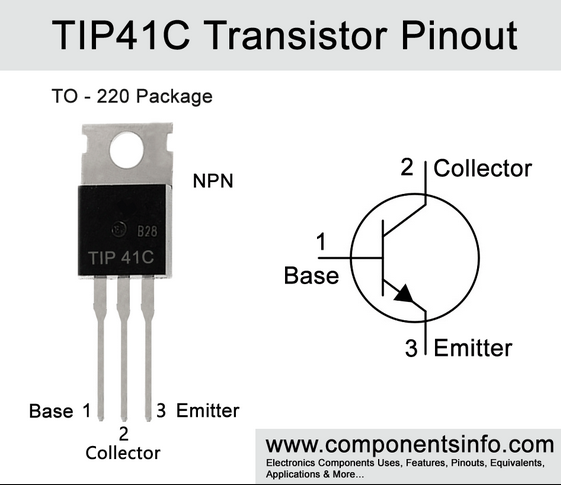 TIP41C Transistor Pinout
TO - 220 Package
NPN
B28
TIP 41C
Base 1
2
Collector
3 Emitter
2 Collector
1
Base
3 Emitter
www.componentsinfo.com
Electronics Components Uses, Features, Pinouts, Equivalents,
Applications & More...